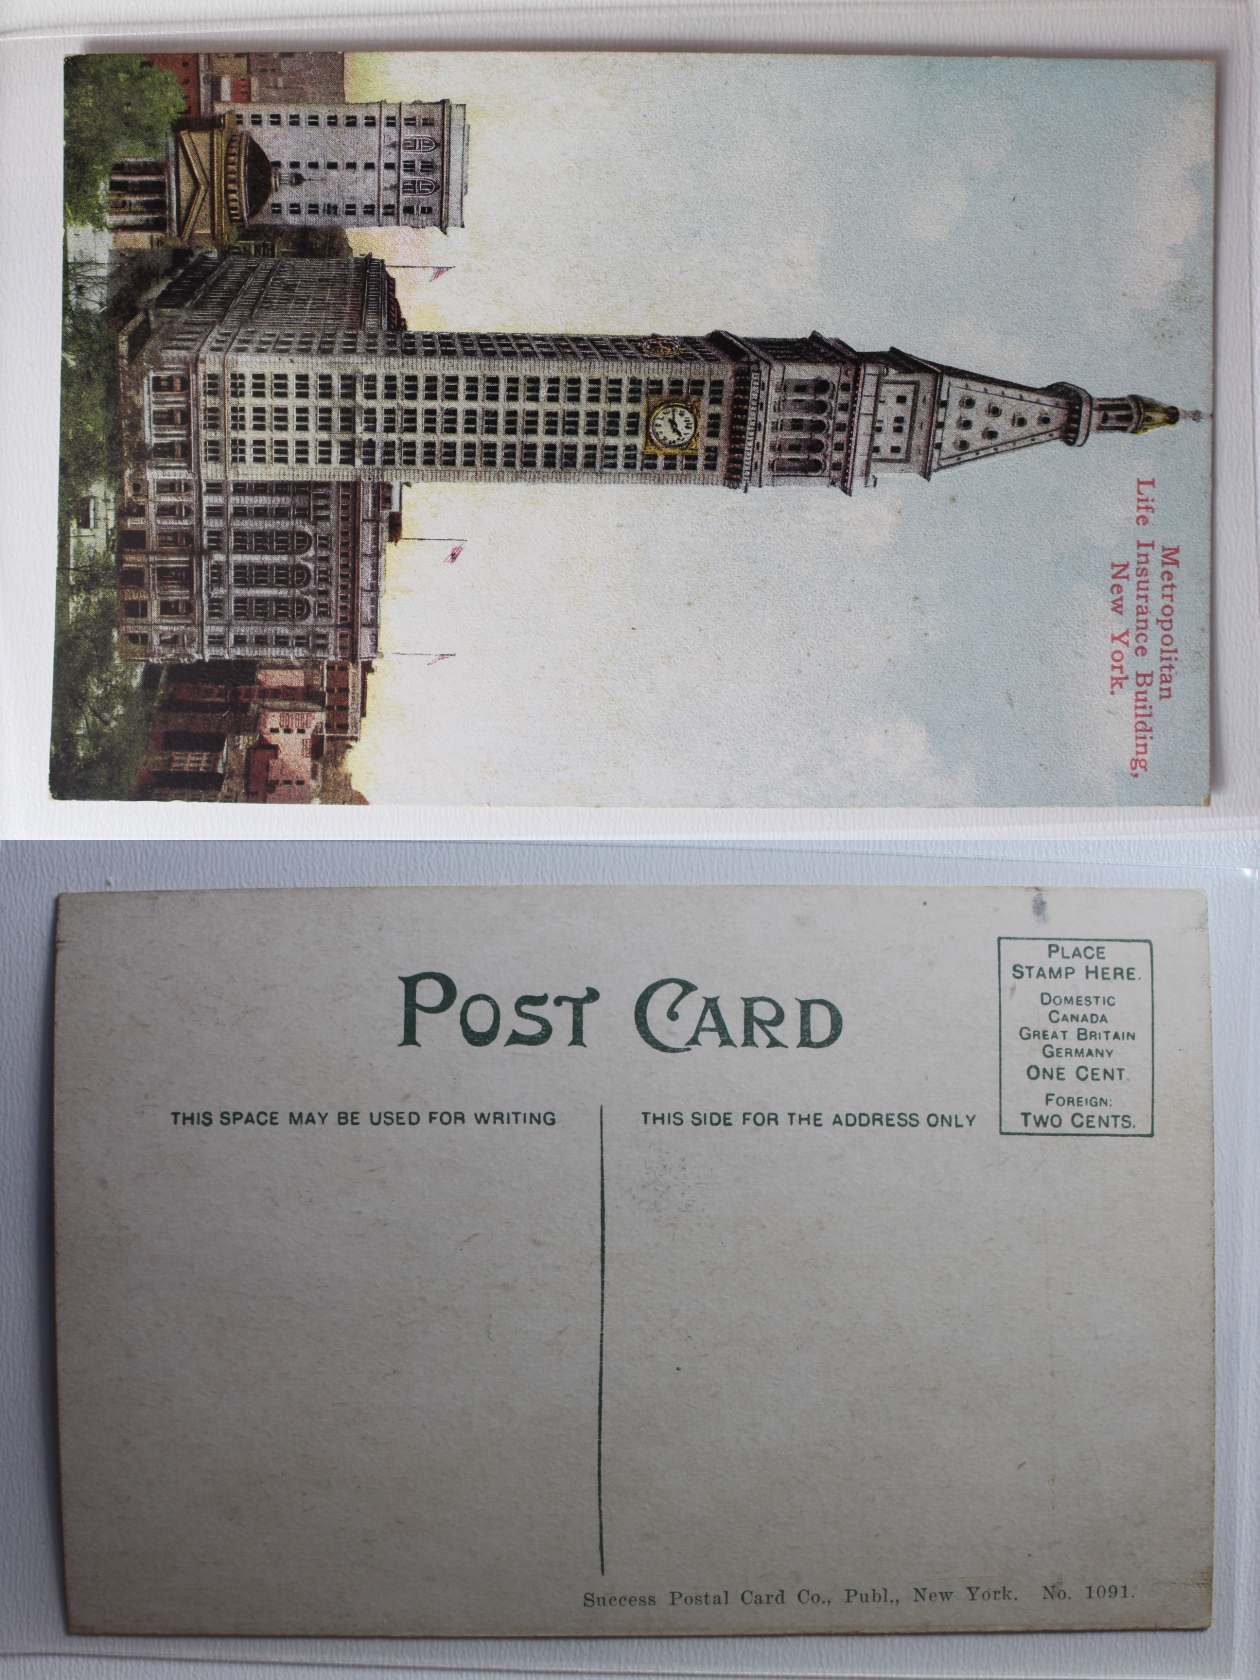 Metropolitan
Life Insurance Building,
New York.
POST CARD
PLACE
STAMP HERE.
DOMESTIC
CANADA
GREAT BRITAIN
GERMANY
ONE CENT.
FOREIGN:
TWO CENTS.
THIS SPACE MAY BE USED FOR WRITING
THIS SIDE FOR THE ADDRESS ONLY
Success Postal Card Co., Publ., New York. No. 1091.